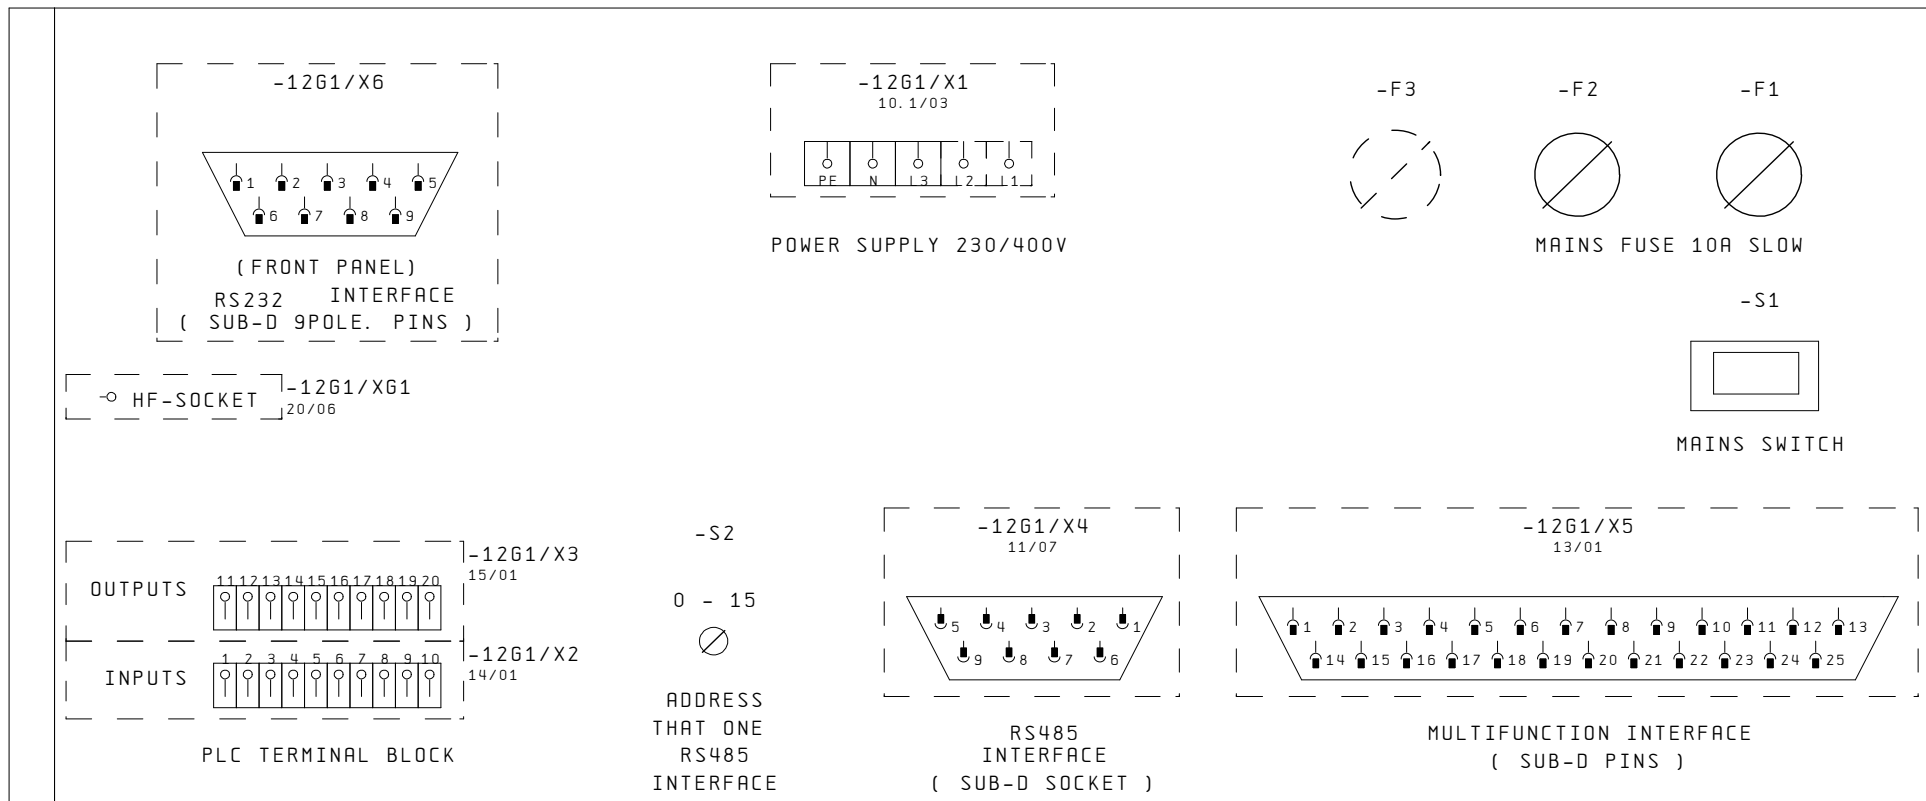 -12G1/X6
1 2 3 4 5
6 7 8 9
(FRONT PANEL)
RS232 INTERFACE
( SUB-D 9POLE. PINS )
-12G1/X1
10.1/03
PE N L3 L2 L1
POWER SUPPLY 230/400V
-F3 -F2 -F1
MAINS FUSE 10A SLOW
-S1
MAINS SWITCH
HF-SOCKET
-12G1/XG1
20/06
-12G1/X3
15/01
OUTPUTS
11 12 13 14 15 16 17 18 19 20
-12G1/X2
14/01
INPUTS
1 2 3 4 5 6 7 8 9 10
PLC TERMINAL BLOCK
-S2
0 - 15
ADDRESS
THAT ONE
RS485
INTERFACE
-12G1/X4
11/07
5 4 3 2 1
9 8 7 6
RS485
INTERFACE
( SUB-D SOCKET )
-12G1/X5
13/01
1 2 3 4 5 6 7 8 9 10 11 12 13
14 15 16 17 18 19 20 21 22 23 24 25
MULTIFUNCTION INTERFACE
( SUB-D PINS )